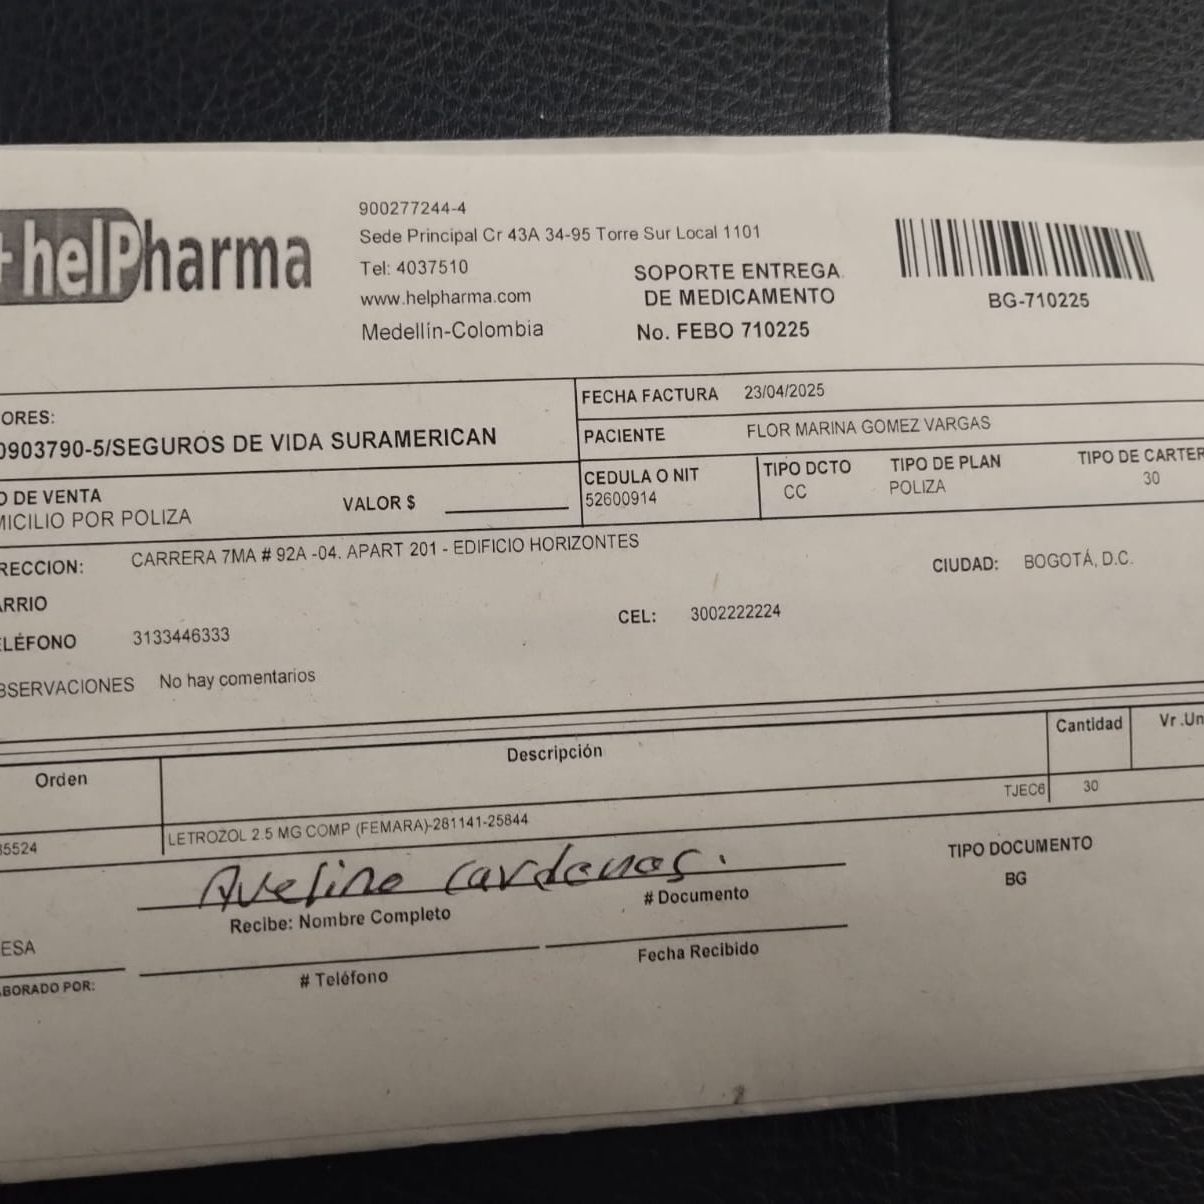 helPharma
900277244-4
Sede Principal Cr 43A 34-95 Torre Sur Local 1101
Tel: 4037510
www.helpharma.com
Medellín-Colombia
SOPORTE ENTREGA
DE MEDICAMENTO
No. FEBO 710225
BG-710225
ORES:
0903790-5/SEGUROS DE VIDA SURAMERICAN
FECHA FACTURA 23/04/2025
PACIENTE FLOR MARINA GOMEZ VARGAS
CEDULA O NIT
52600914
TIPO DCTO
CC
TIPO DE PLAN
POLIZA
TIPO DE CARTER
30
O DE VENTA
MICILIO POR POLIZA
VALOR $
RECCION: CARRERA 7MA # 92A -04. APART 201 - EDIFICIO HORIZONTES
CIUDAD: BOGOTÁ, D.C.
ARRIO
ELÉFONO 3133446333
CEL: 3002222224
BSERVACIONES No hay comentarios
Orden Descripción Cantidad Vr .Un
35524 LETROZOL 2.5 MG COMP (FEMARA)-281141-25844 TJEC6 30
Avelino Cardenas.
Recibe: Nombre Completo # Documento
TIPO DOCUMENTO
BG
ESA
ABORADO POR:
# Teléfono
Fecha Recibido